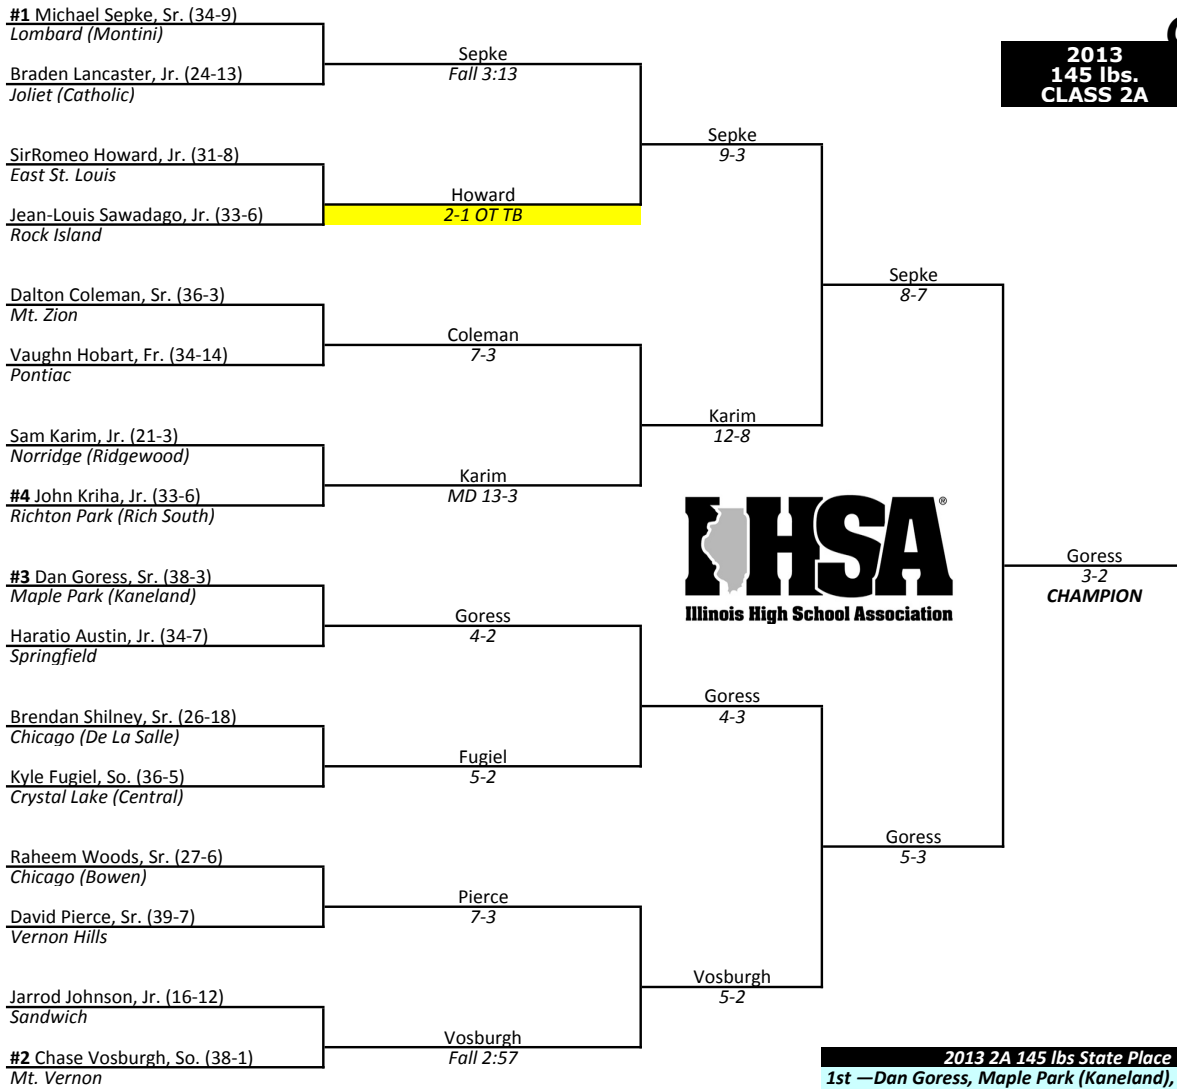 #1 Michael Sepke, Sr. (34-9)
Lombard (Montini)
Sepke
Fall 3:13
Braden Lancaster, Jr. (24-13)
Joliet (Catholic)
2013
145 lbs.
CLASS 2A
Sepke
9-3
SirRomeo Howard, Jr. (31-8)
East St. Louis
Howard
2-1 OT TB
Jean-Louis Sawadago, Jr. (33-6)
Rock Island
Sepke
8-7
Dalton Coleman, Sr. (36-3)
Mt. Zion
Coleman
7-3
Vaughn Hobart, Fr. (34-14)
Pontiac
Karim
12-8
Sam Karim, Jr. (21-3)
Norridge (Ridgewood)
Karim
MD 13-3
#4 John Kriha, Jr. (33-6)
Richton Park (Rich South)
IHSA®
Illinois High School Association
Goress
3-2
CHAMPION
#3 Dan Goress, Sr. (38-3)
Maple Park (Kaneland)
Goress
4-2
Haratio Austin, Jr. (34-7)
Springfield
Goress
4-3
Brendan Shilney, Sr. (26-18)
Chicago (De La Salle)
Fugiel
5-2
Kyle Fugiel, So. (36-5)
Crystal Lake (Central)
Goress
5-3
Raheem Woods, Sr. (27-6)
Chicago (Bowen)
Pierce
7-3
David Pierce, Sr. (39-7)
Vernon Hills
Vosburgh
5-2
Jarrod Johnson, Jr. (16-12)
Sandwich
Vosburgh
Fall 2:57
#2 Chase Vosburgh, So. (38-1)
Mt. Vernon
2013 2A 145 lbs State Place
1st —Dan Goress, Maple Park (Kaneland),